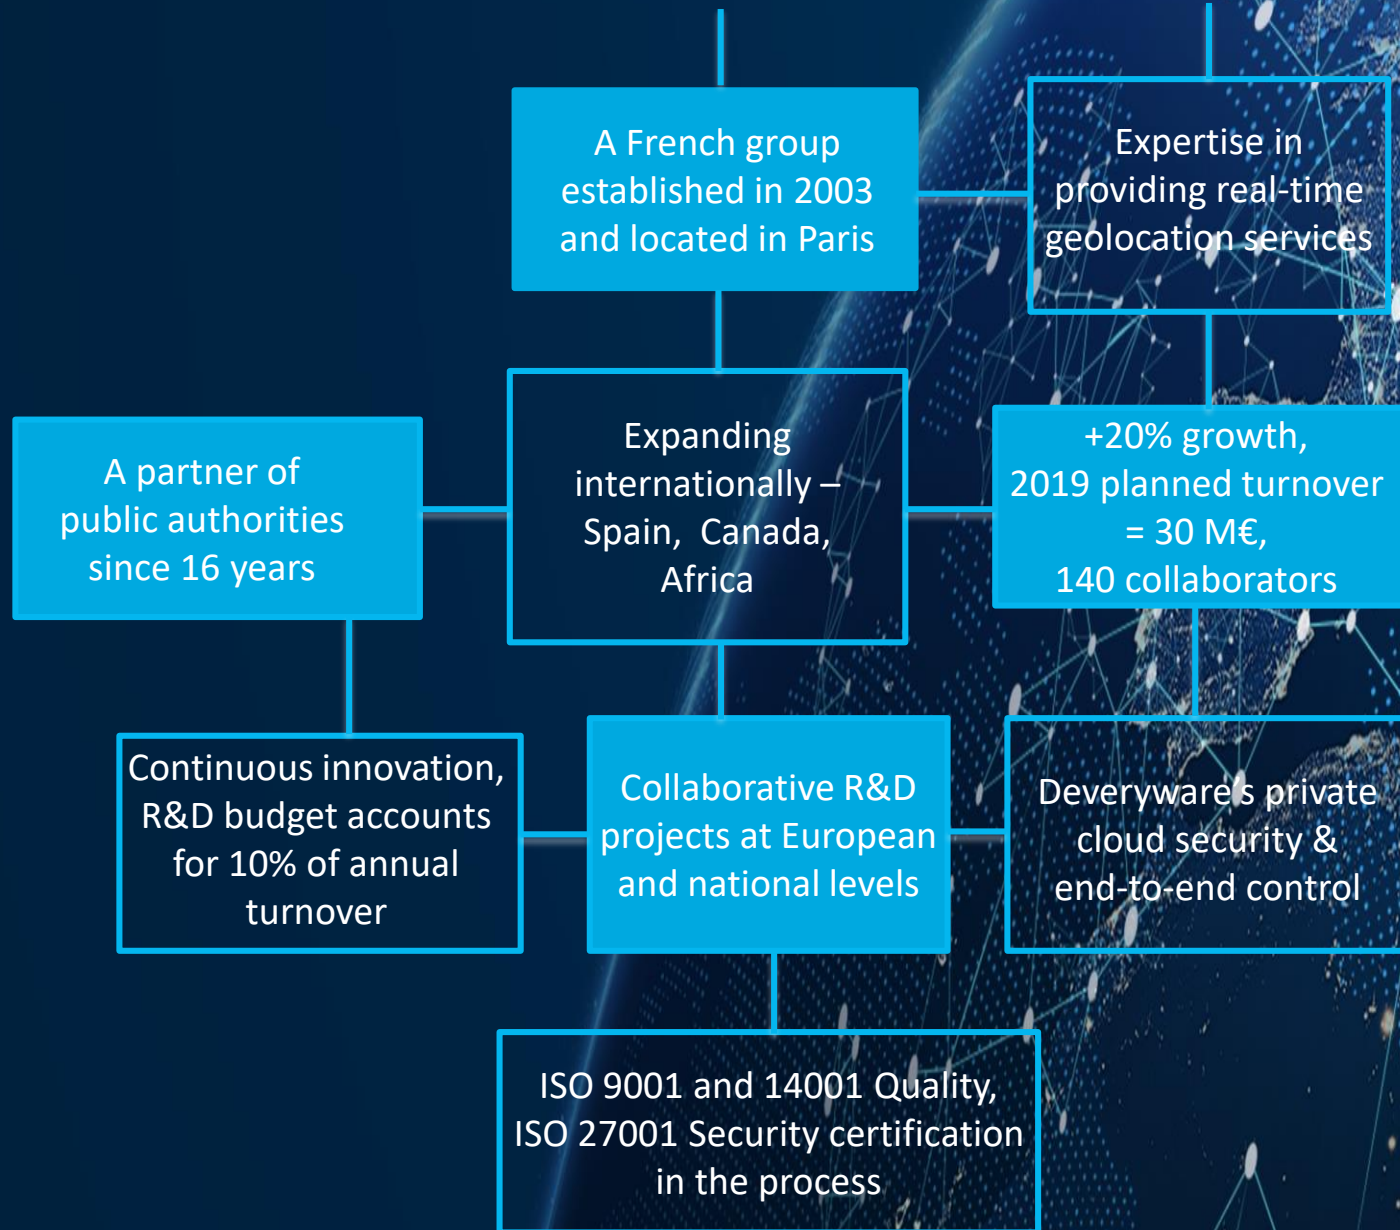 A French group
established in 2003
and located in Paris
Expertise in
providing real-time
geolocation services
A partner of
public authorities
since 16 years
Expanding
internationally –
Spain, Canada,
Africa
+20% growth,
2019 planned turnover
= 30 M€,
140 collaborators
Continuous innovation,
R&D budget accounts
for 10% of annual
turnover
Collaborative R&D
projects at European
and national levels
Deveryware's private
cloud security &
end-to-end control
ISO 9001 and 14001 Quality,
ISO 27001 Security certification
in the process